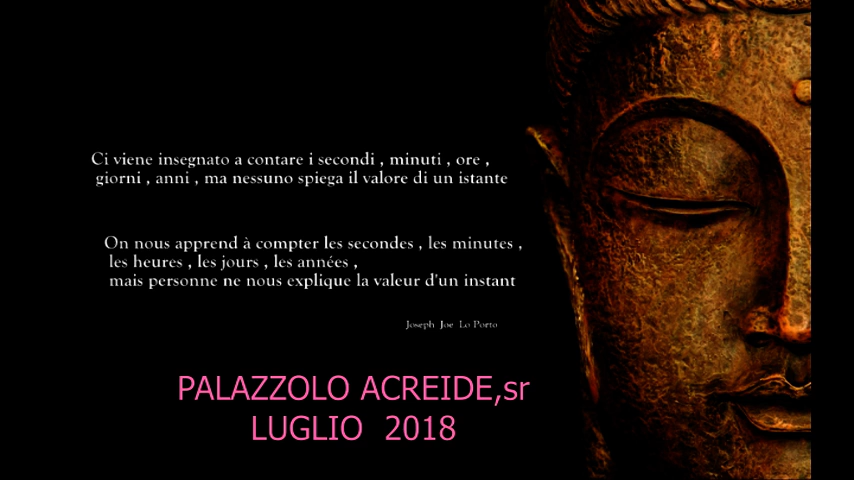 Ci viene insegnato a contare i secondi , minuti , ore ,
giorni , anni , ma nessuno spiega il valore di un istante
On nous apprend à compter les secondes , les minutes ,
les heures , les jours , les années ,
mais personne ne nous explique la valeur d'un instant
Joseph Joe Lo Porto
PALAZZOLO ACREIDE,sr
LUGLIO 2018